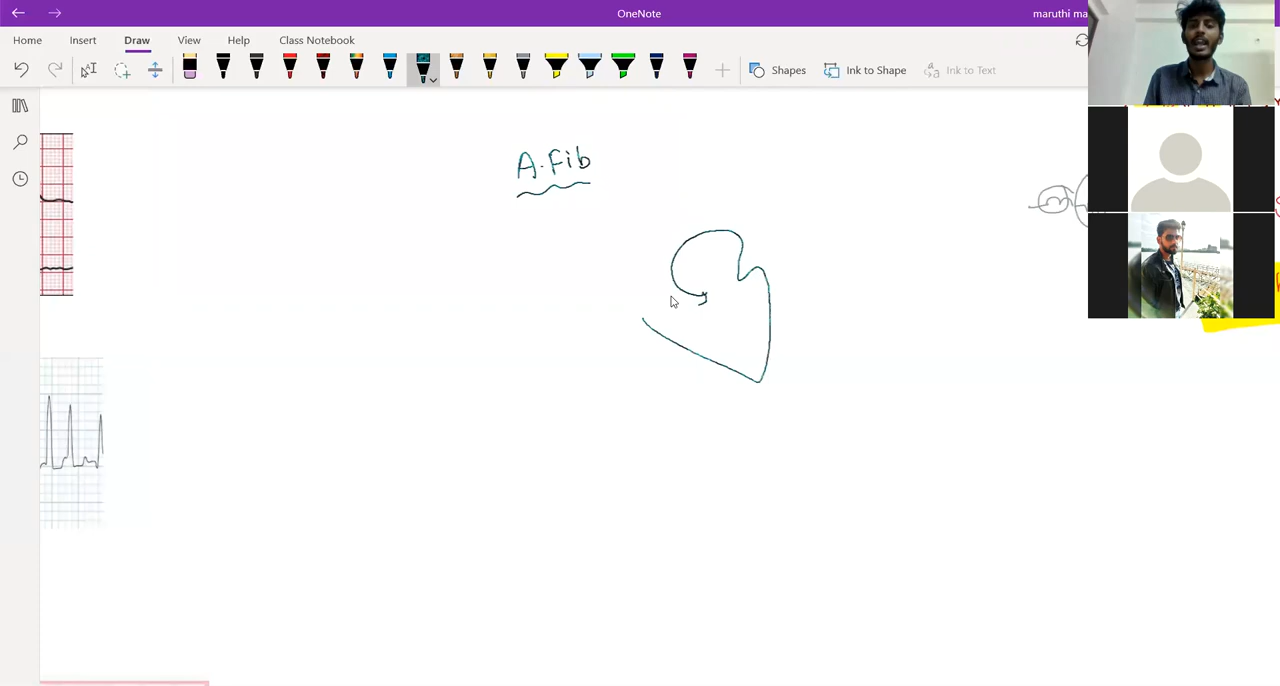 OneNote
maruthi ma
Home Insert Draw View Help Class Notebook
Shapes Ink to Shape Ink to Text
A. Fib